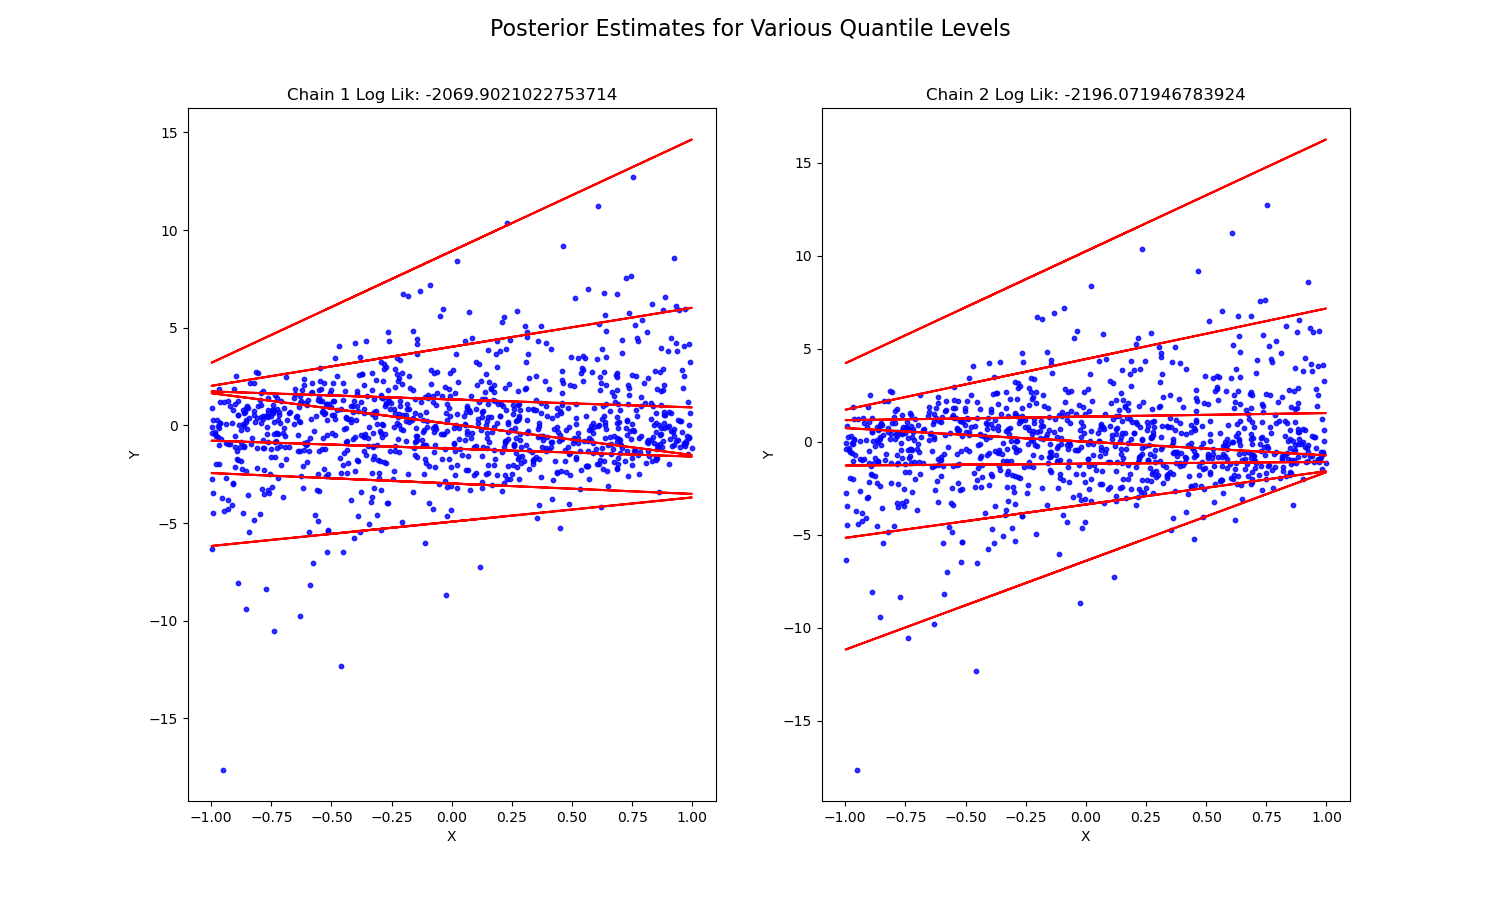 Posterior Estimates for Various Quantile Levels
Chain 1 Log Lik: -2069.9021022753714
15
10
5
0
−5
−10
−15
Y
−1.00 −0.75 −0.50 −0.25 0.00 0.25 0.50 0.75 1.00
X
Chain 2 Log Lik: -2196.071946783924
15
10
5
0
−5
−10
−15
Y
−1.00 −0.75 −0.50 −0.25 0.00 0.25 0.50 0.75 1.00
X